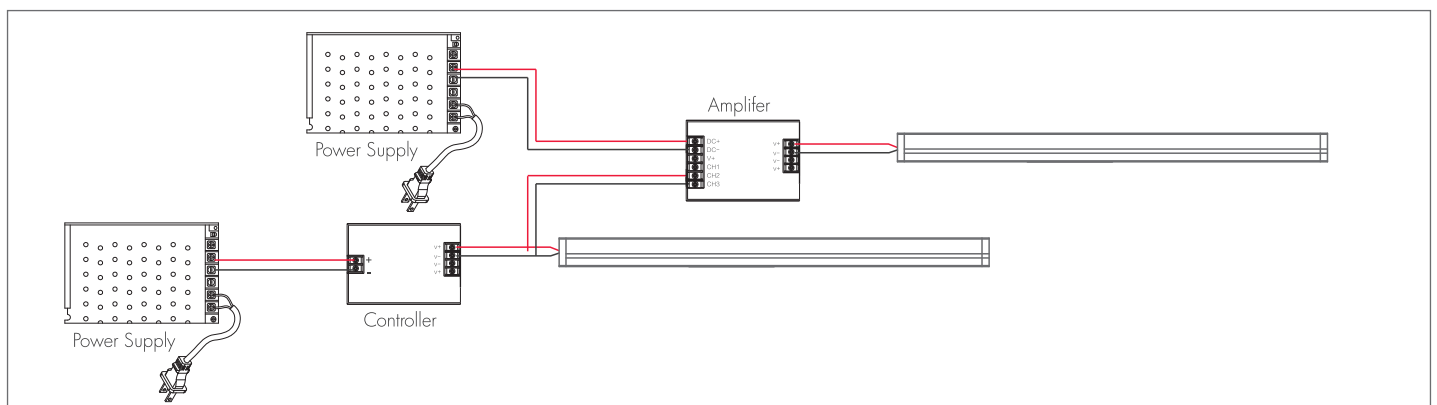 Amplifer
DC+
DC−
V+
CH1
CH2
CH3
v+
v−
v−
v+
Power Supply
+
-
v+
v−
v−
v+
Controller
Power Supply